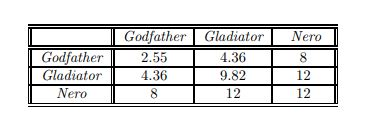 Godfather Gladiator Nero
Godfather 2.55 4.36 8
Gladiator 4.36 9.82 12
Nero 8 12 12